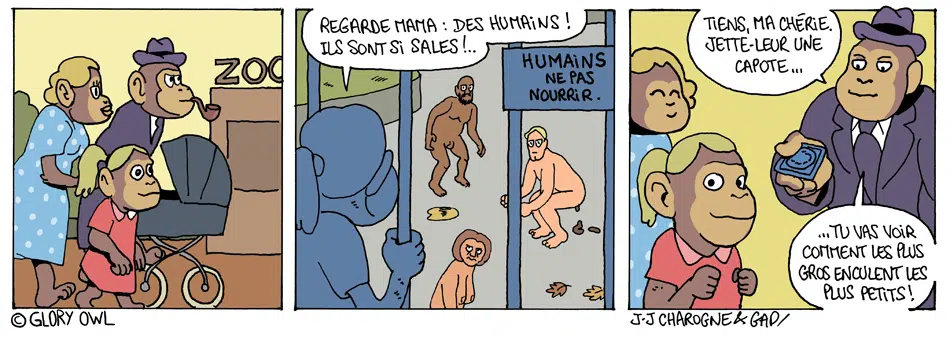 ZOO
REGARDE MAMA : DES HUMAINS !
ILS SONT SI SALES !..
HUMAINS
NE PAS
NOURRIR.
TIENS, MA CHÉRIE.
JETTE-LEUR UNE
CAPOTE...
...TU VAS VOIR
COMMENT LES PLUS
GROS ENCULENT LES
PLUS PETITS !
© GLORY OWL
J-J CHAROGNE & GAD/